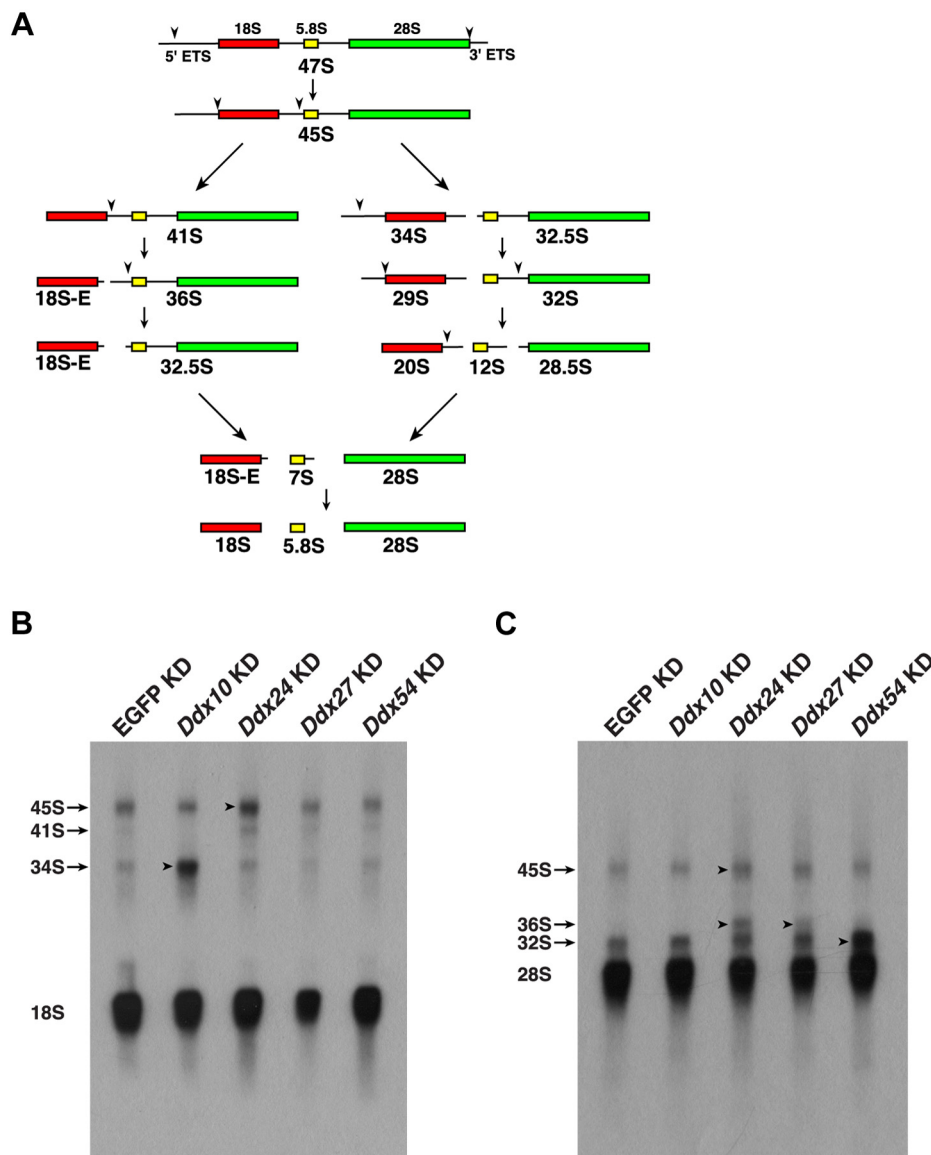 A
18S 5.8S 28S
5' ETS 3' ETS
47S
45S
41S 34S 32.5S
18S-E 36S 29S 32S
18S-E 32.5S 20S 12S 28.5S
18S-E 7S 28S
18S 5.8S 28S
B
EGFP KD Ddx10 KD Ddx24 KD Ddx27 KD Ddx54 KD
45S
41S
34S
18S
C
EGFP KD Ddx10 KD Ddx24 KD Ddx27 KD Ddx54 KD
45S
36S
32S
28S